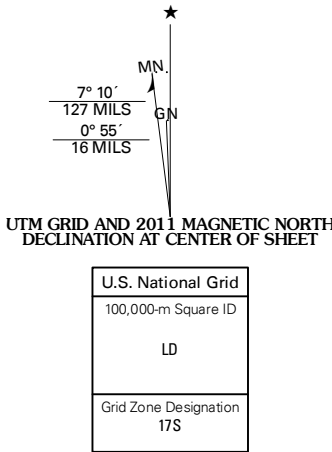 MN
7° 10´
127 MILS
GN
0° 55´
16 MILS
UTM GRID AND 2011 MAGNETIC NORTH
DECLINATION AT CENTER OF SHEET
U.S. National Grid
100,000-m Square ID
LD
Grid Zone Designation
17S